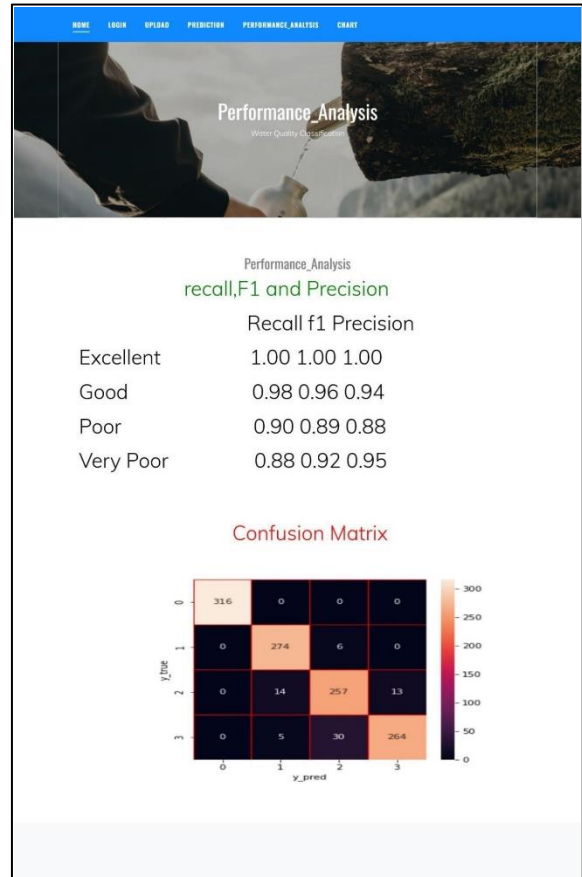 HOME LOGIN UPLOAD PREDICTION PERFORMANCE_ANALYSIS CHART
Performance_Analysis
Water Quality Classification
Performance_Analysis
recall,F1 and Precision
Recall f1 Precision
Excellent 1.00 1.00 1.00
Good 0.98 0.96 0.94
Poor 0.90 0.89 0.88
Very Poor 0.88 0.92 0.95
Confusion Matrix
0 316 0 0 0
1 0 274 6 0
2 0 14 257 13
3 0 5 30 264
0 1 2 3
y_true
y_pred
300
250
200
150
100
50
0